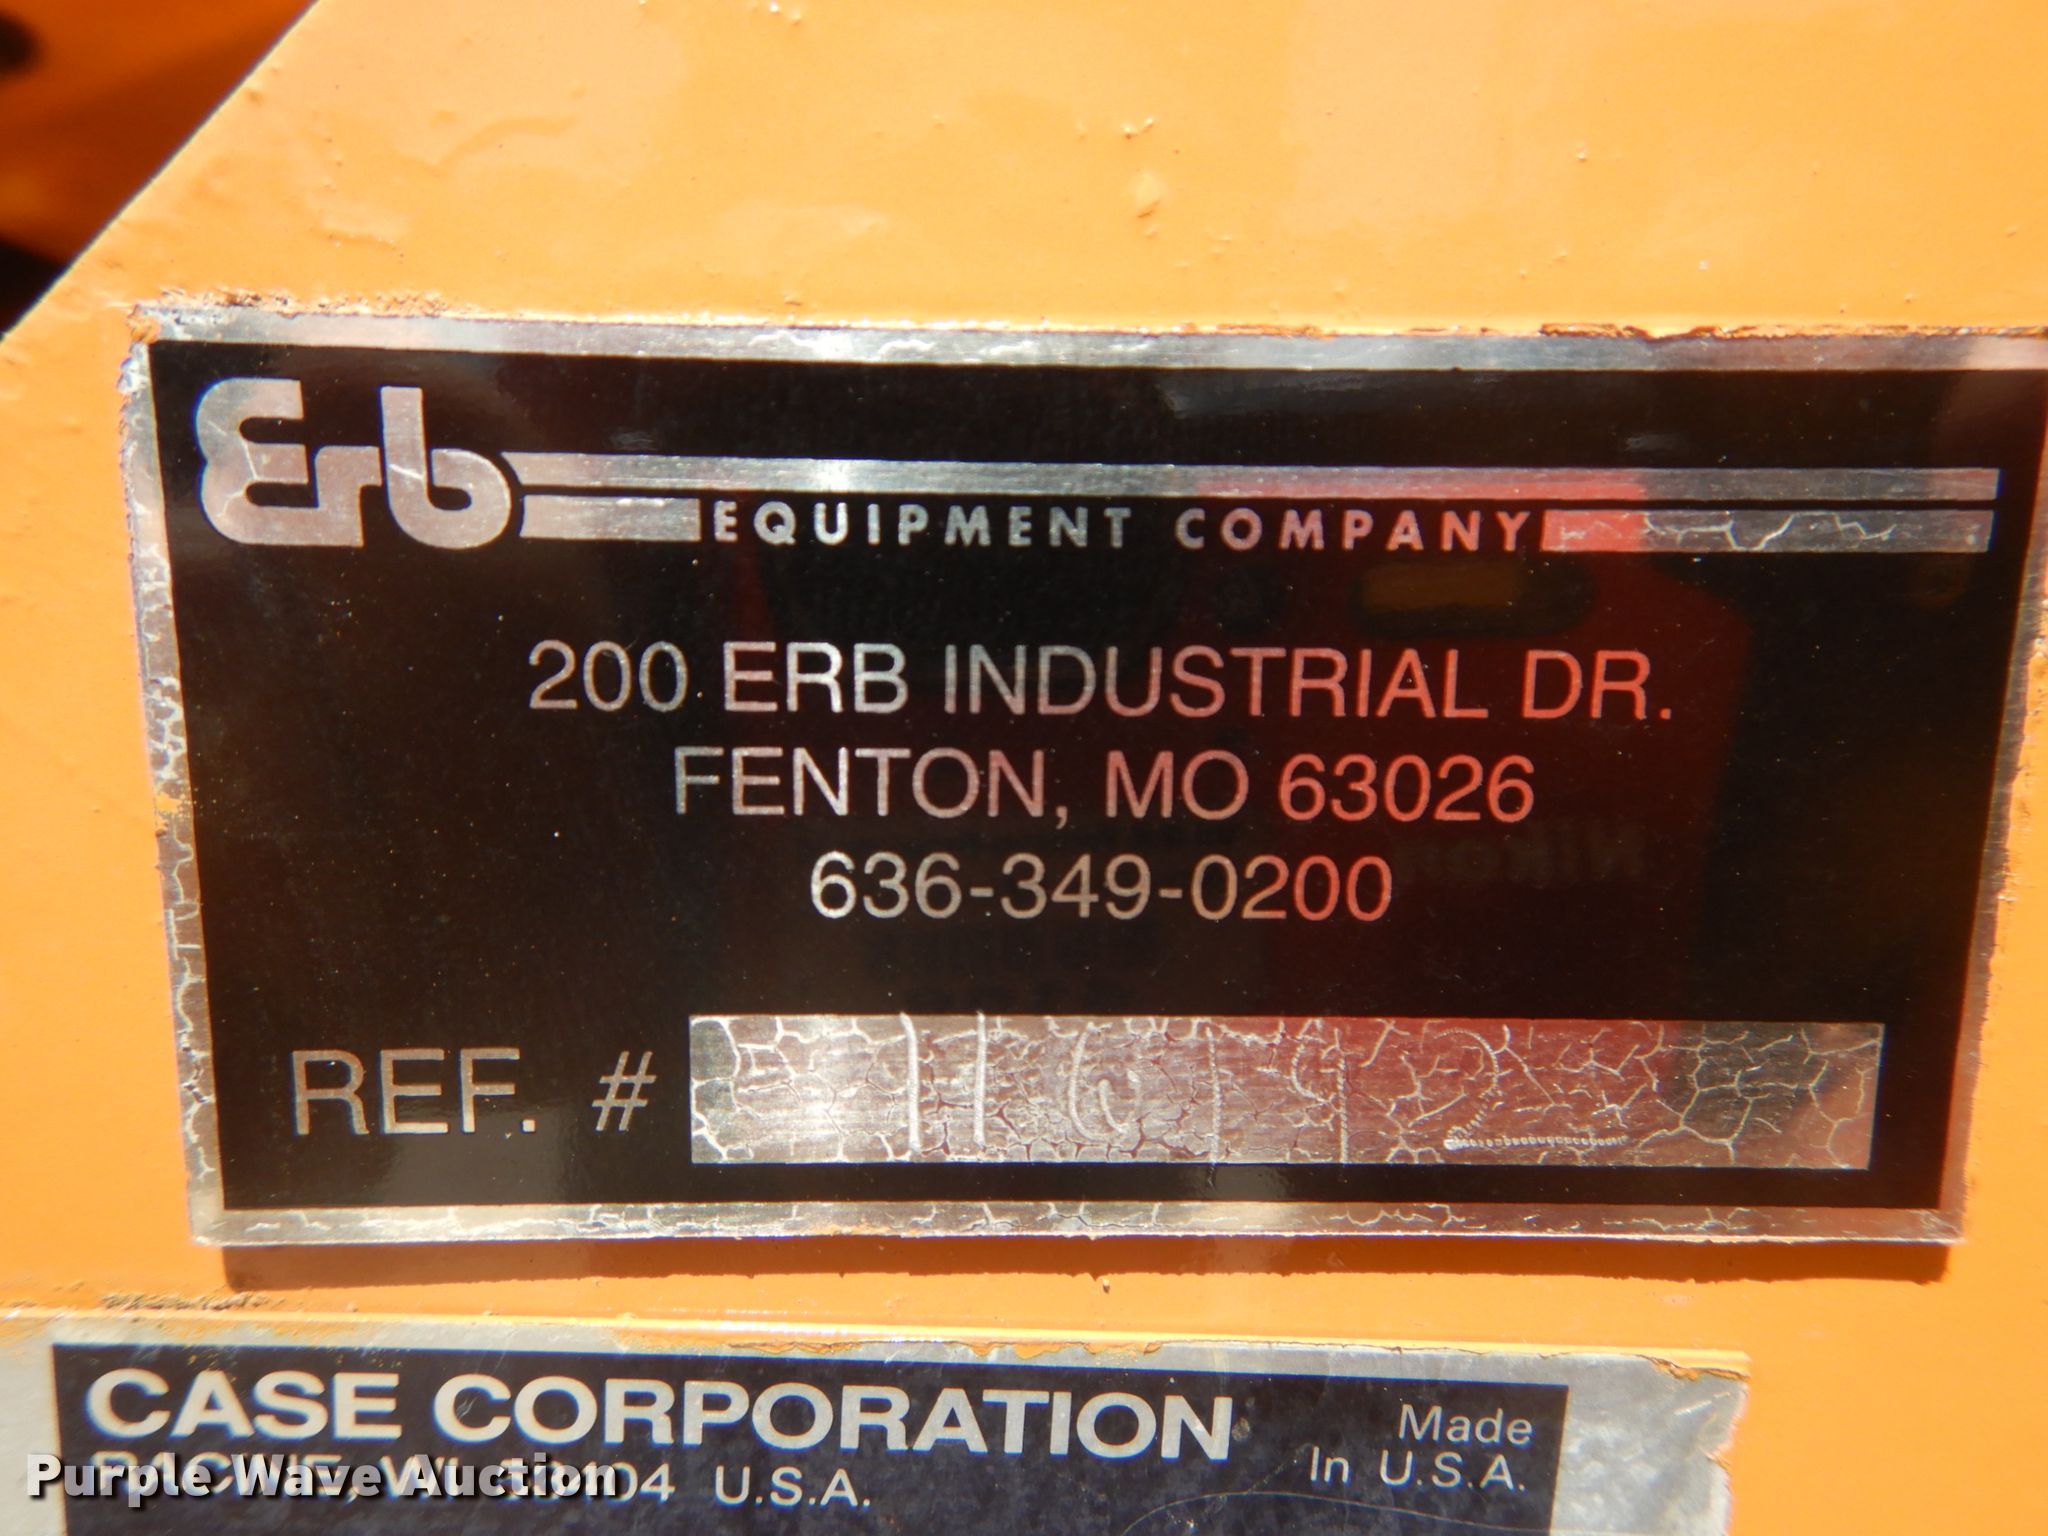 Erb
EQUIPMENT COMPANY
200 ERB INDUSTRIAL DR.
FENTON, MO 63026
636-349-0200
REF. #
CASE CORPORATION
Made
In U.S.A.
U.S.A.
Purple Wave Auction